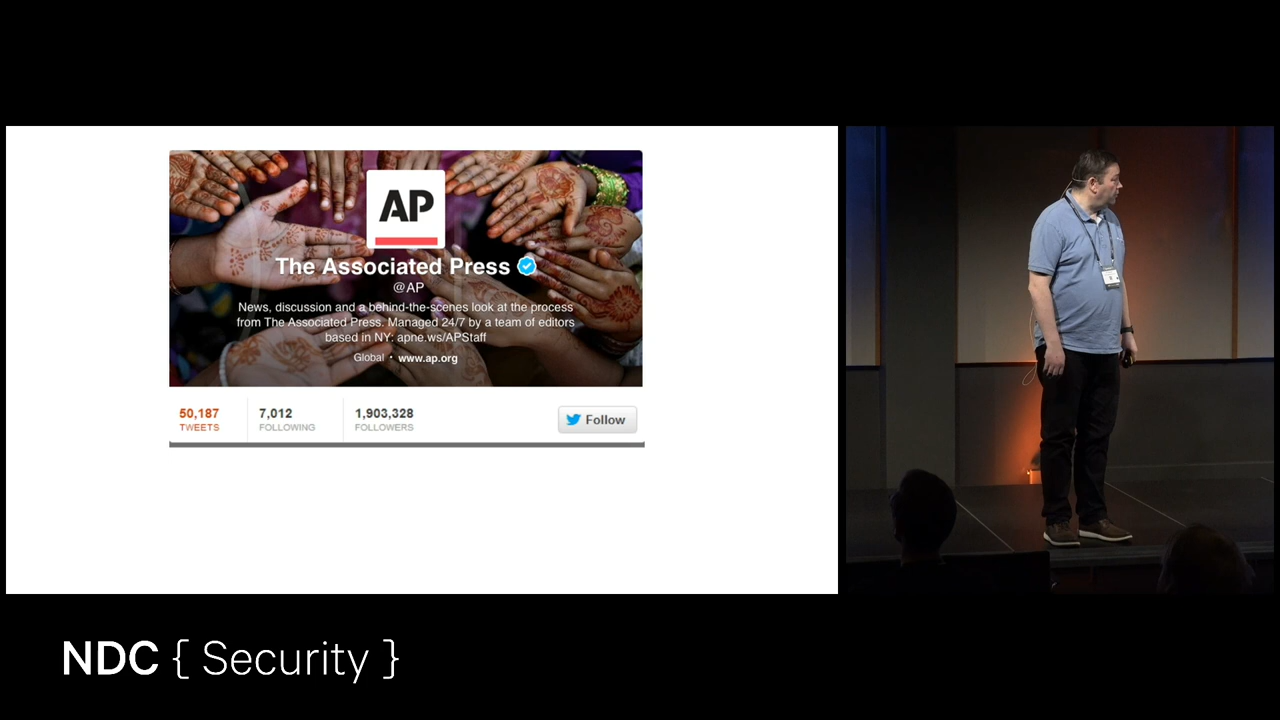 AP
The Associated Press
@AP
News, discussion and a behind-the-scenes look at the process
from The Associated Press. Managed 24/7 by a team of editors
based in NY: apne.ws/APStaff
Global • www.ap.org
50,187
TWEETS
7,012
FOLLOWING
1,903,328
FOLLOWERS
Follow
NDC { Security }